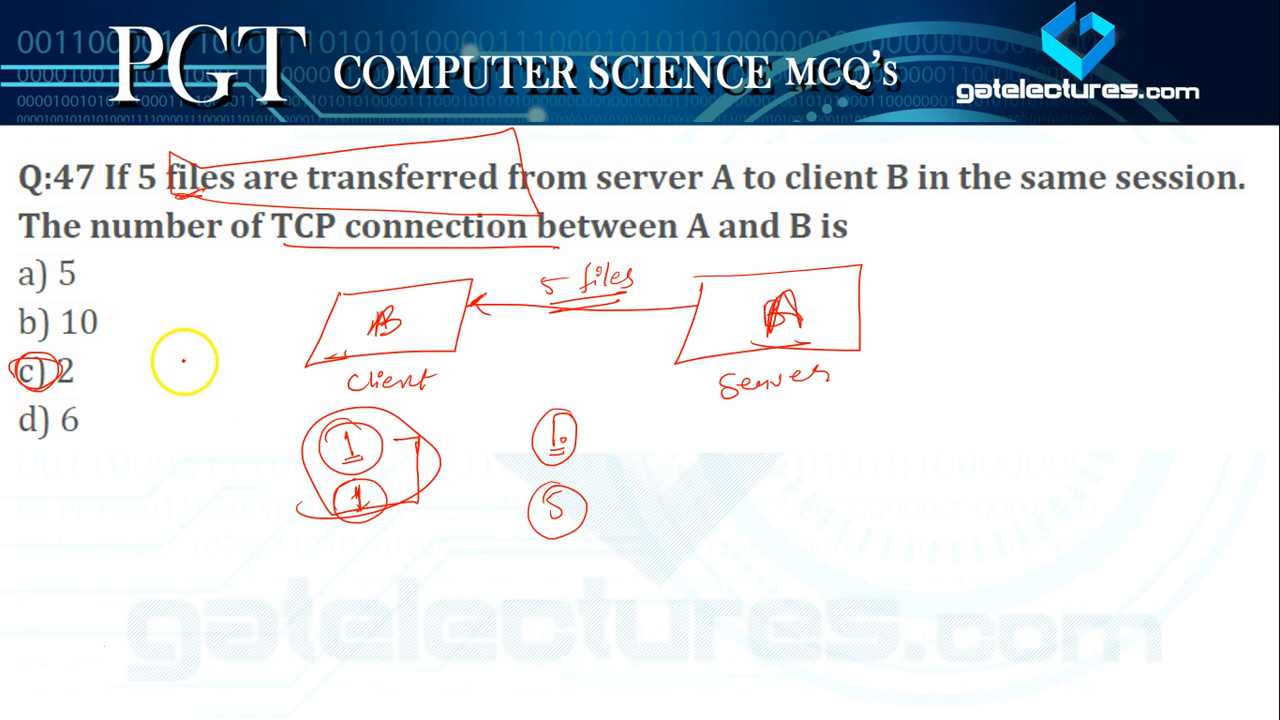 PGT COMPUTER SCIENCE MCQ's
gatelectures.com
Q:47 If 5 files are transferred from server A to client B in the same session.
The number of TCP connection between A and B is
a) 5
b) 10
c) 2
d) 6
5 files
B
A
client
server
1
1
1
5
gatelectures.com